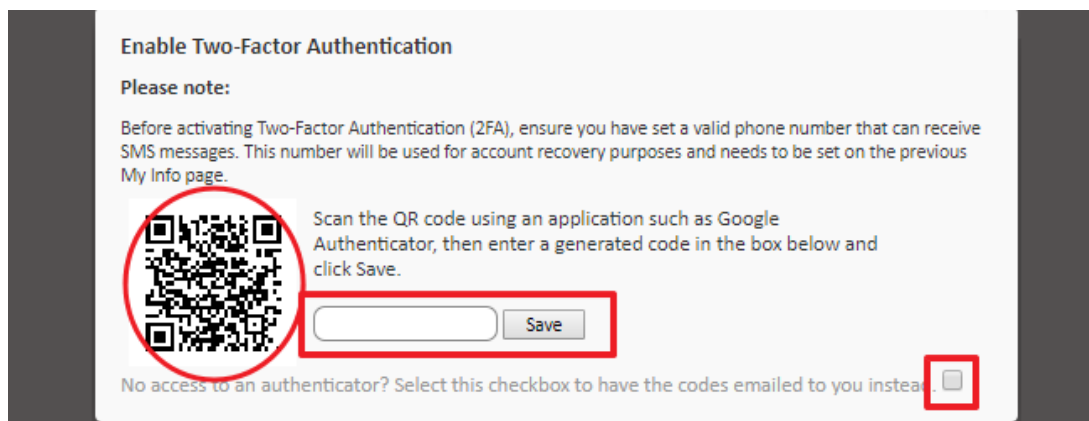 Enable Two-Factor Authentication
Please note:
Before activating Two-Factor Authentication (2FA), ensure you have set a valid phone number that can receive
SMS messages. This number will be used for account recovery purposes and needs to be set on the previous
My Info page.
Scan the QR code using an application such as Google
Authenticator, then enter a generated code in the box below and
click Save.
Save
No access to an authenticator? Select this checkbox to have the codes emailed to you instead.